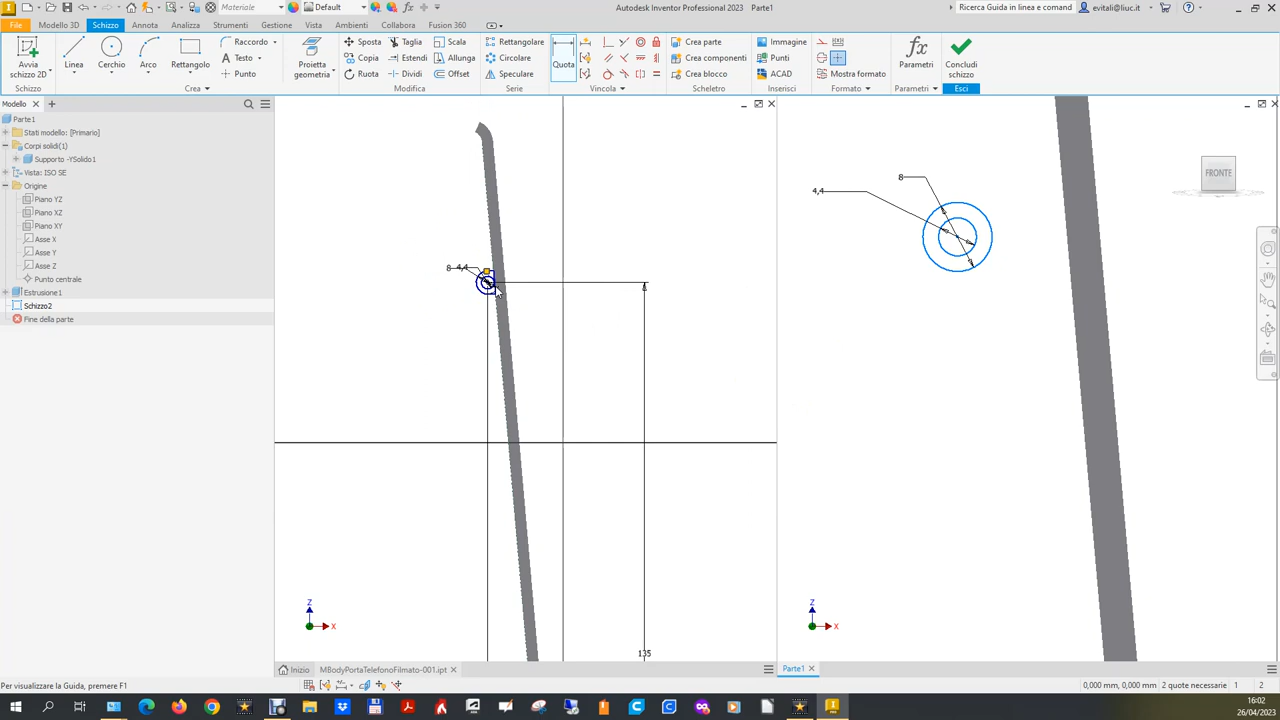 Materiale
Default
Autodesk Inventor Professional 2023   Parte1
Ricerca Guida in linea e comand
evitali@liuc.it
File
Modello 3D
Schizzo
Annota
Analizza
Strumenti
Gestione
Vista
Ambienti
Collabora
Fusion 360
Avvia schizzo 2D
Linea
Cerchio
Arco
Rettangolo
Raccordo
Testo
Punto
Proietta geometria
Sposta
Copia
Ruota
Taglia
Estendi
Dividi
Scala
Allunga
Offset
Rettangolare
Circolare
Speculare
Quota
Crea parte
Crea componenti
Crea blocco
Immagine
Punti
ACAD
Mostra formato
fx
Parametri
Concludi schizzo
Schizzo
Crea
Modifica
Serie
Vincola
Scheletro
Inserisci
Formato
Parametri
Esci
Modello
Parte1
Stati modello: [Primario]
Corpi solidi(1)
Supporto -YSolido1
Vista: ISO SE
Origine
Piano YZ
Piano XZ
Piano XY
Asse X
Asse Y
Asse Z
Punto centrale
Estrusione1
Schizzo2
Fine della parte
8
4,4
135
Z
X
8
4,4
FRONTE
Z
X
Inizio
MBodyPortaTelefonoFilmato-001.ipt
Parte1
Per visualizzare la Guida, premere F1
0,000 mm, 0,000 mm
2 quote necessarie
1
2
16:02
26/04/2023